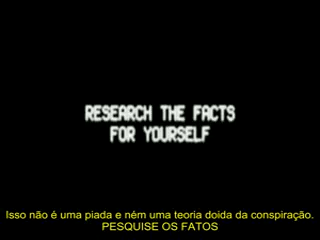 RESEARCH THE FACTS
FOR YOURSELF
Isso não é uma piada e ném uma teoria doida da conspiração.
PESQUISE OS FATOS